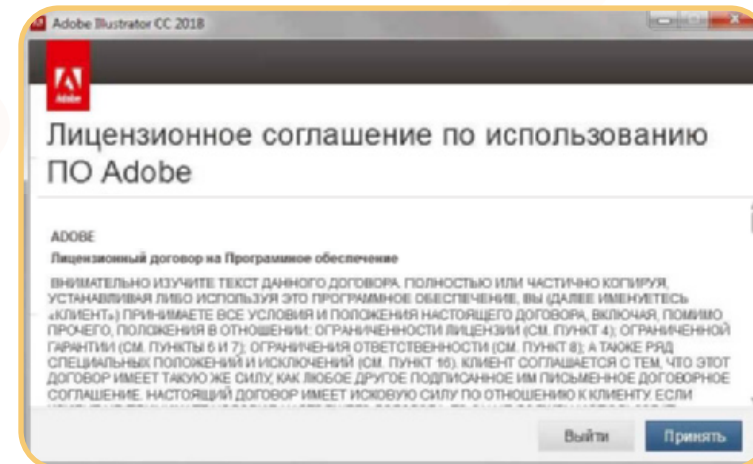 Adobe Illustrator CC 2018
Adobe
Лицензионное соглашение по использованию
ПО Adobe
ADOBE
Лицензионный договор на Программное обеспечение
ВНИМАТЕЛЬНО ИЗУЧИТЕ ТЕКСТ ДАННОГО ДОГОВОРА. ПОЛНОСТЬЮ ИЛИ ЧАСТИЧНО КОПИРУЯ,
УСТАНАВЛИВАЯ ЛИБО ИСПОЛЬЗУЯ ЭТО ПРОГРАММНОЕ ОБЕСПЕЧЕНИЕ, ВЫ (ДАЛЕЕ ИМЕНУЕТЕСЬ
«КЛИЕНТ») ПРИНИМАЕТЕ ВСЕ УСЛОВИЯ И ПОЛОЖЕНИЯ НАСТОЯЩЕГО ДОГОВОРА, ВКЛЮЧАЯ, ПОМИМО
ПРОЧЕГО, ПОЛОЖЕНИЯ В ОТНОШЕНИИ: ОГРАНИЧЕННОСТИ ЛИЦЕНЗИИ (СМ. ПУНКТ 4); ОГРАНИЧЕННОЙ
ГАРАНТИИ (СМ. ПУНКТЫ 6 И 7); ОГРАНИЧЕНИЯ ОТВЕТСТВЕННОСТИ (СМ. ПУНКТ 8); А ТАКЖЕ РЯД
СПЕЦИАЛЬНЫХ ПОЛОЖЕНИЙ И ИСКЛЮЧЕНИЙ (СМ. ПУНКТ 16). КЛИЕНТ СОГЛАШАЕТСЯ С ТЕМ, ЧТО ЭТОТ
ДОГОВОР ИМЕЕТ ТАКУЮ ЖЕ СИЛУ, КАК ЛЮБОЕ ДРУГОЕ ПОДПИСАННОЕ ИМ ПИСЬМЕННОЕ ДОГОВОРНОЕ
СОГЛАШЕНИЕ. НАСТОЯЩИЙ ДОГОВОР ИМЕЕТ ИСКОВУЮ СИЛУ ПО ОТНОШЕНИЮ К КЛИЕНТУ. ЕСЛИ
Выйти
Принять